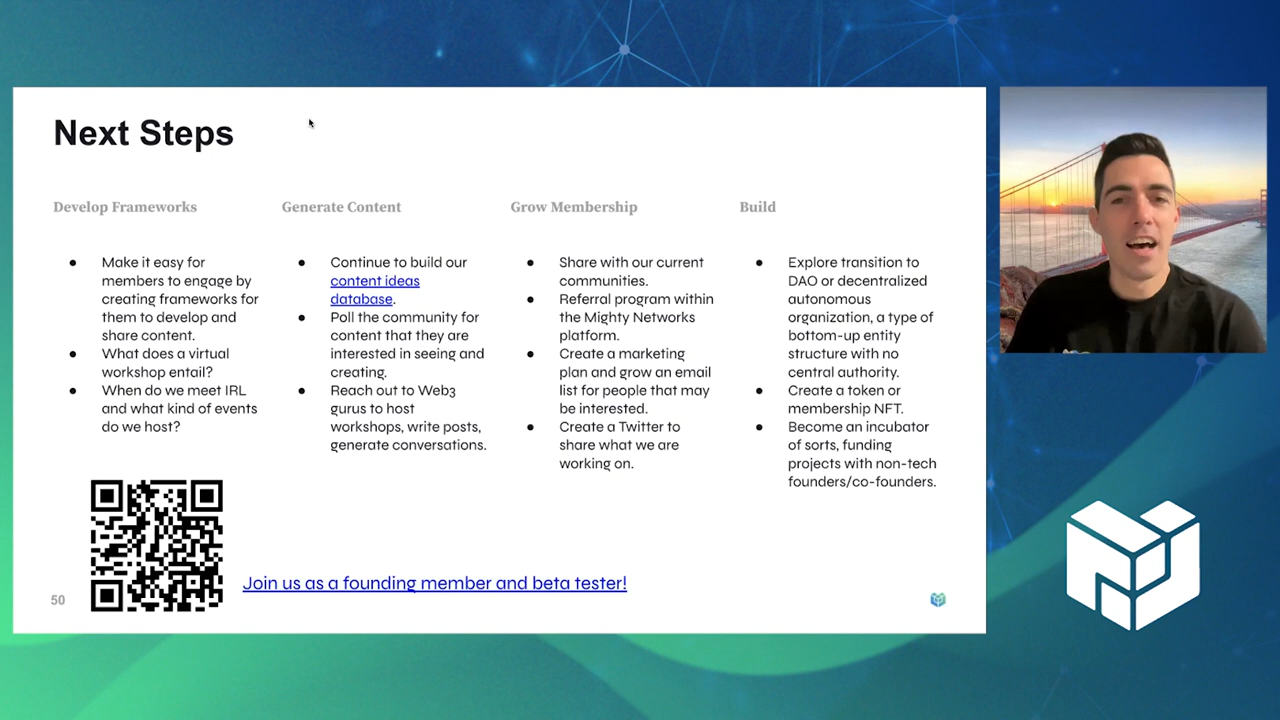 Next Steps
Develop Frameworks
● Make it easy for
members to engage by
creating frameworks for
them to develop and
share content.
● What does a virtual
workshop entail?
● When do we meet IRL
and what kind of events
do we host?
Generate Content
● Continue to build our
content ideas
database.
● Poll the community for
content that they are
interested in seeing and
creating.
● Reach out to Web3
gurus to host
workshops, write posts,
generate conversations.
Grow Membership
● Share with our current
communities.
● Referral program within
the Mighty Networks
platform.
● Create a marketing
plan and grow an email
list for people that may
be interested.
● Create a Twitter to
share what we are
working on.
Build
● Explore transition to
DAO or decentralized
autonomous
organization, a type of
bottom-up entity
structure with no
central authority.
● Create a token or
membership NFT.
● Become an incubator
of sorts, funding
projects with non-tech
founders/co-founders.
Join us as a founding member and beta tester!
50